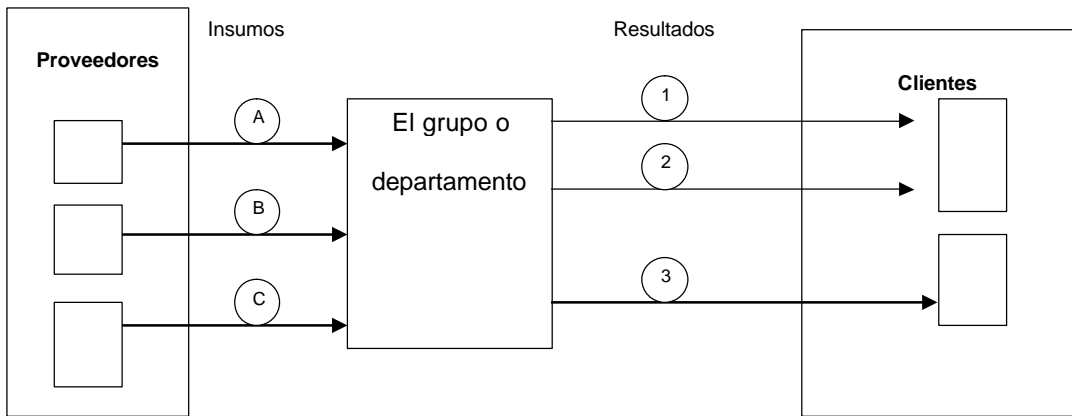 Insumos
Resultados
Proveedores
Clientes
A
B
C
El grupo o
departamento
1
2
3